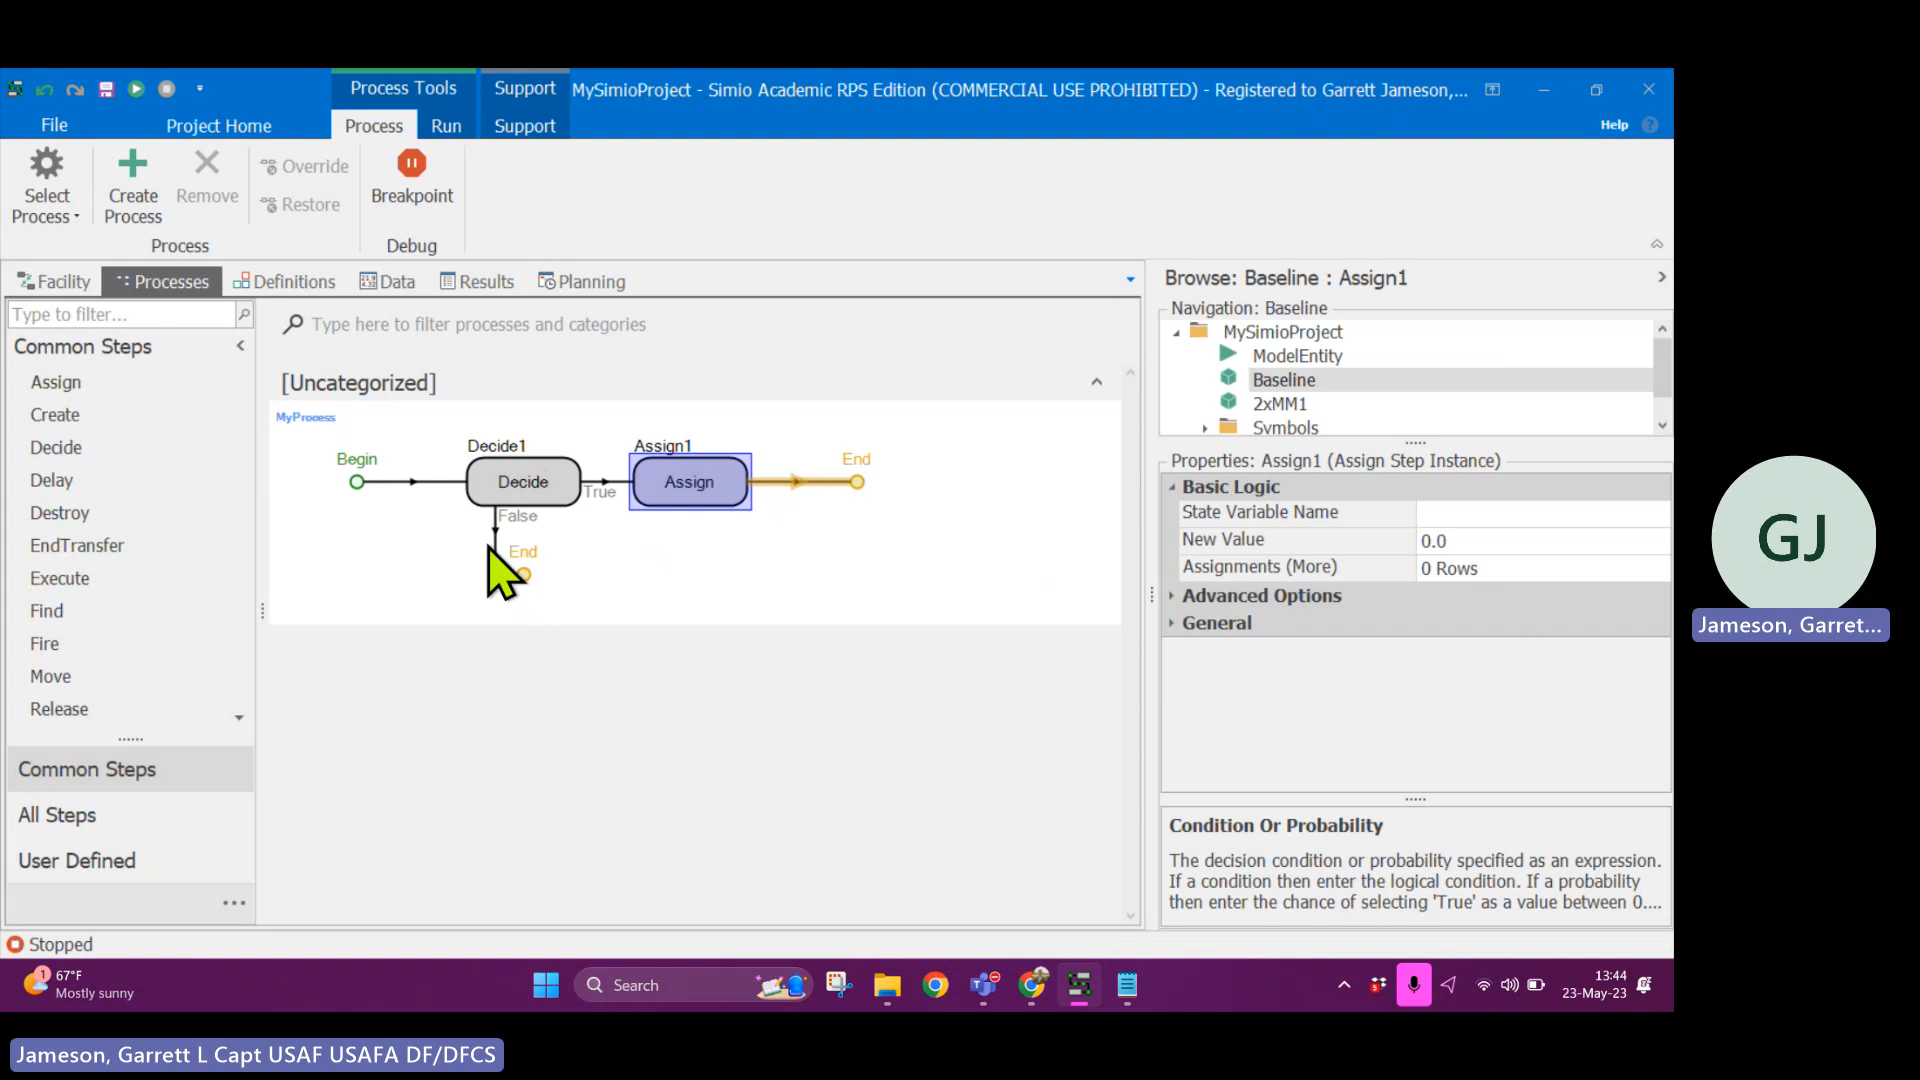 Process Tools
Support
MySimioProject - Simio Academic RPS Edition (COMMERCIAL USE PROHIBITED) - Registered to Garrett Jameson,...
File
Project Home
Process
Run
Support
Help
Select Process
Create Process
Remove
Override
Restore
Breakpoint
Process
Debug
Facility
Processes
Definitions
Data
Results
Planning
Type to filter...
Common Steps
Assign
Create
Decide
Delay
Destroy
EndTransfer
Execute
Find
Fire
Move
Release
Common Steps
All Steps
User Defined
Type here to filter processes and categories
[Uncategorized]
MyProcess
Begin
Decide1
Decide
True
False
End
Assign1
Assign
End
Browse: Baseline : Assign1
Navigation: Baseline
MySimioProject
ModelEntity
Baseline
2xMM1
Symbols
Properties: Assign1 (Assign Step Instance)
Basic Logic
State Variable Name
New Value 0.0
Assignments (More) 0 Rows
Advanced Options
General
Condition Or Probability
The decision condition or probability specified as an expression.
If a condition then enter the logical condition. If a probability
then enter the chance of selecting 'True' as a value between 0....
Stopped
1
67°F
Mostly sunny
Search
13:44
23-May-23
GJ
Jameson, Garret...
Jameson, Garrett L Capt USAF USAFA DF/DFCS